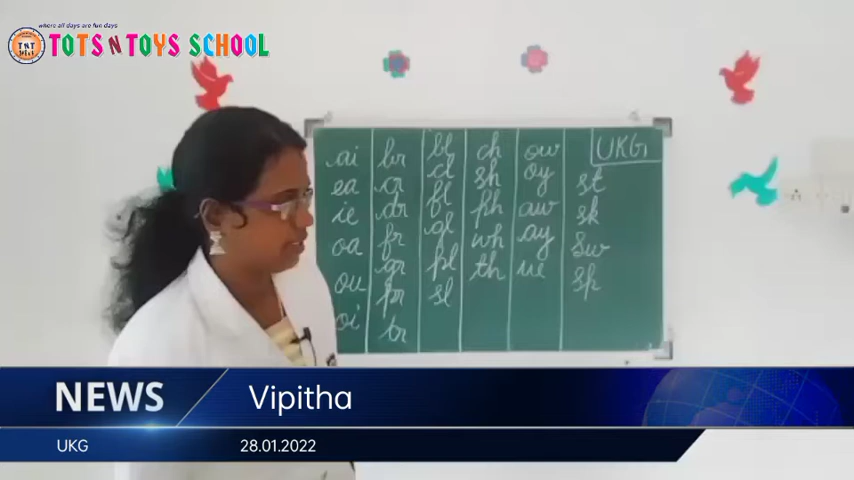 where all days are fun days
TNT
TOTS N TOYS SCHOOL
UKG
ai br bl ch ow
ea cr cl sh oy st
ie dr fl ph aw sk
oa fr gl wh ay sw
ou gr pl th ue sp
oi pr sl
tr
NEWS Vipitha
UKG 28.01.2022